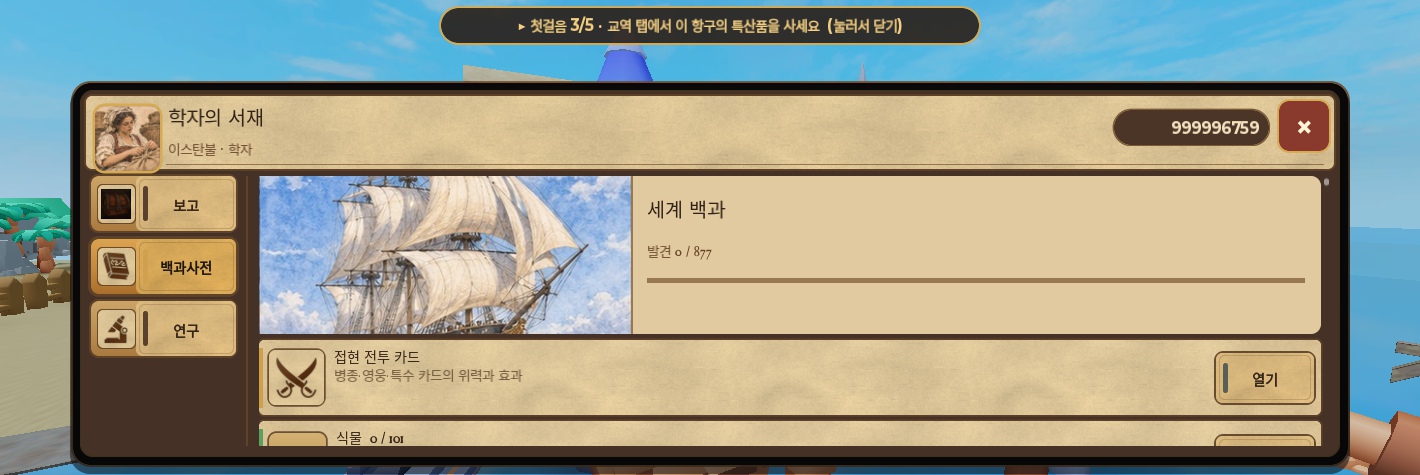 ▸ 첫걸음 3/5 · 교역 탭에서 이 항구의 특산품을 사세요 (눌러서 닫기)
학자의 서재
이스탄불 · 학자
999996759
×
보고
백과사전
연구
세계 백과
발견 0 / 877
접현 전투 카드
병종·영웅·특수 카드의 위력과 효과
열기
식물 0 / 101